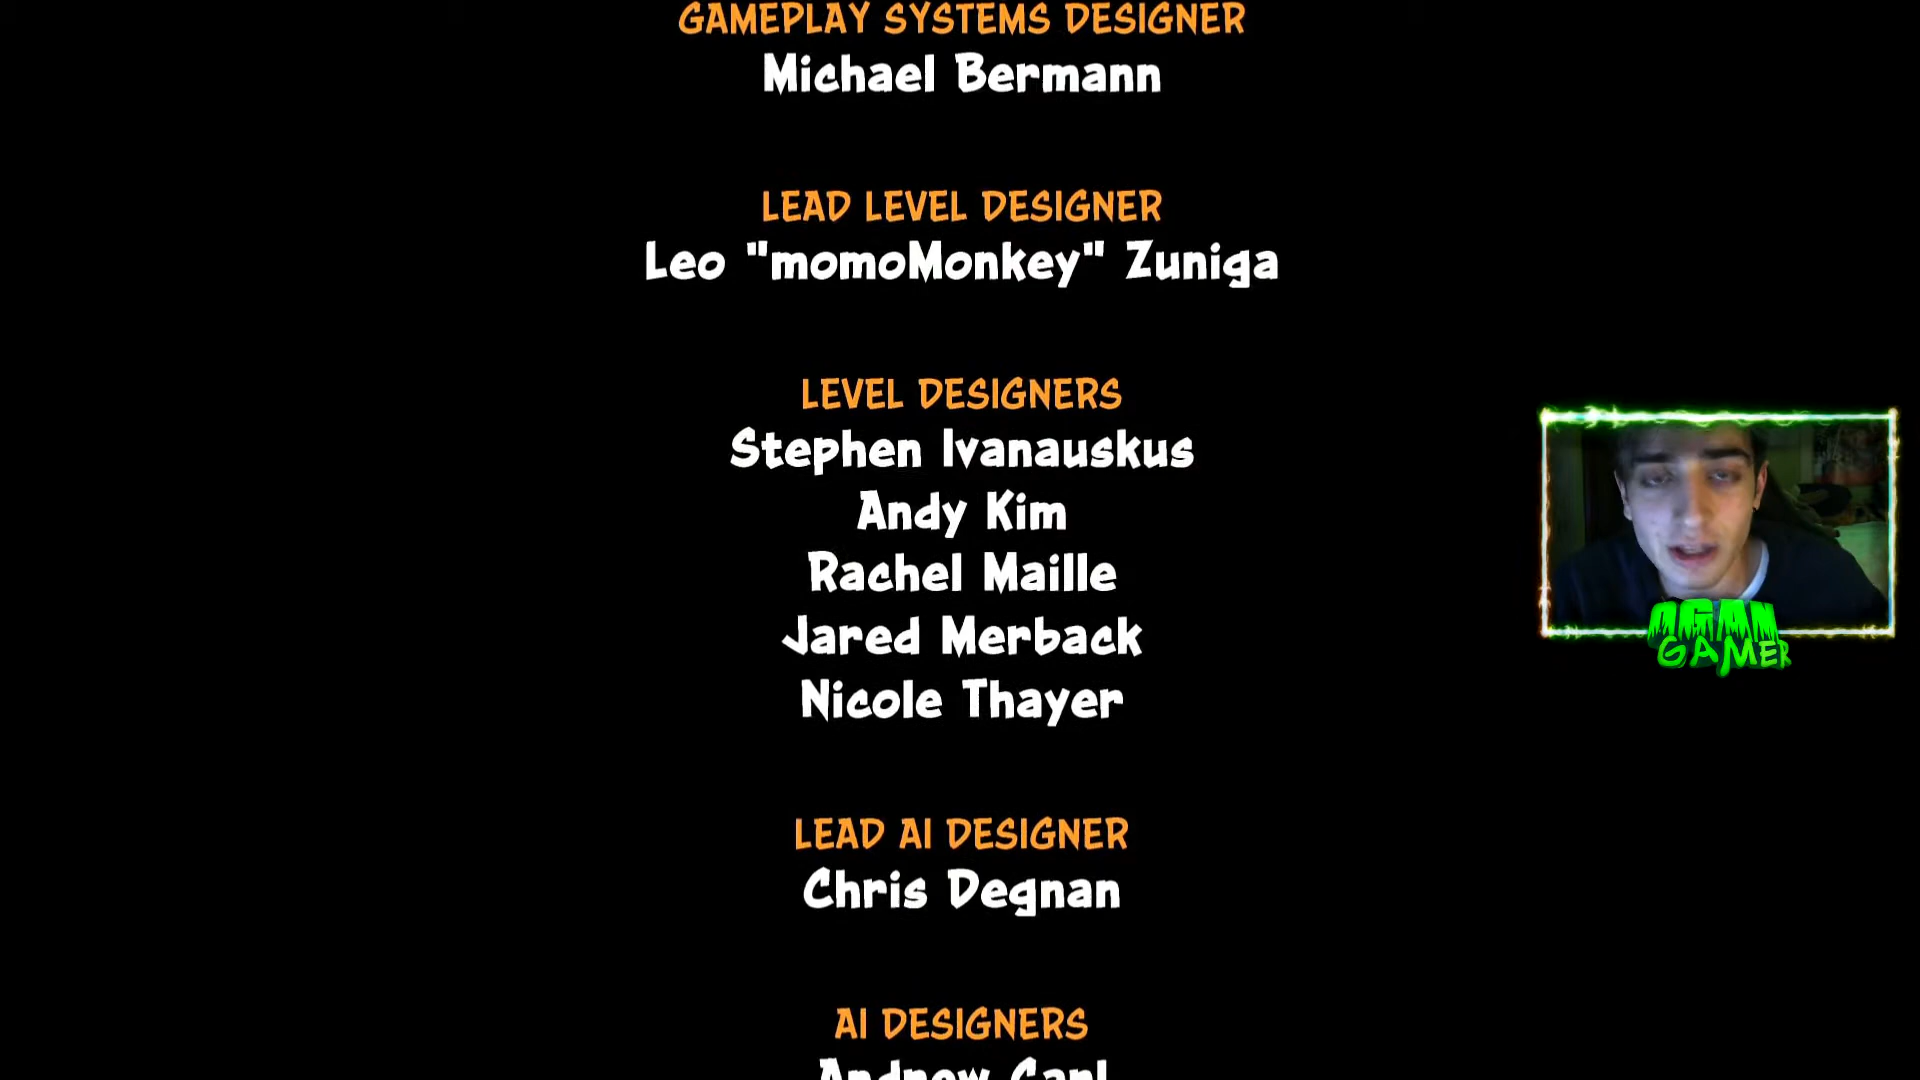 GAMEPLAY SYSTEMS DESIGNER
Michael Bermann
LEAD LEVEL DESIGNER
Leo "momoMonkey" Zuniga
LEVEL DESIGNERS
Stephen Ivanauskus
Andy Kim
Rachel Maille
Jared Merback
Nicole Thayer
LEAD AI DESIGNER
Chris Degnan
AI DESIGNERS
Andrew
GAMER